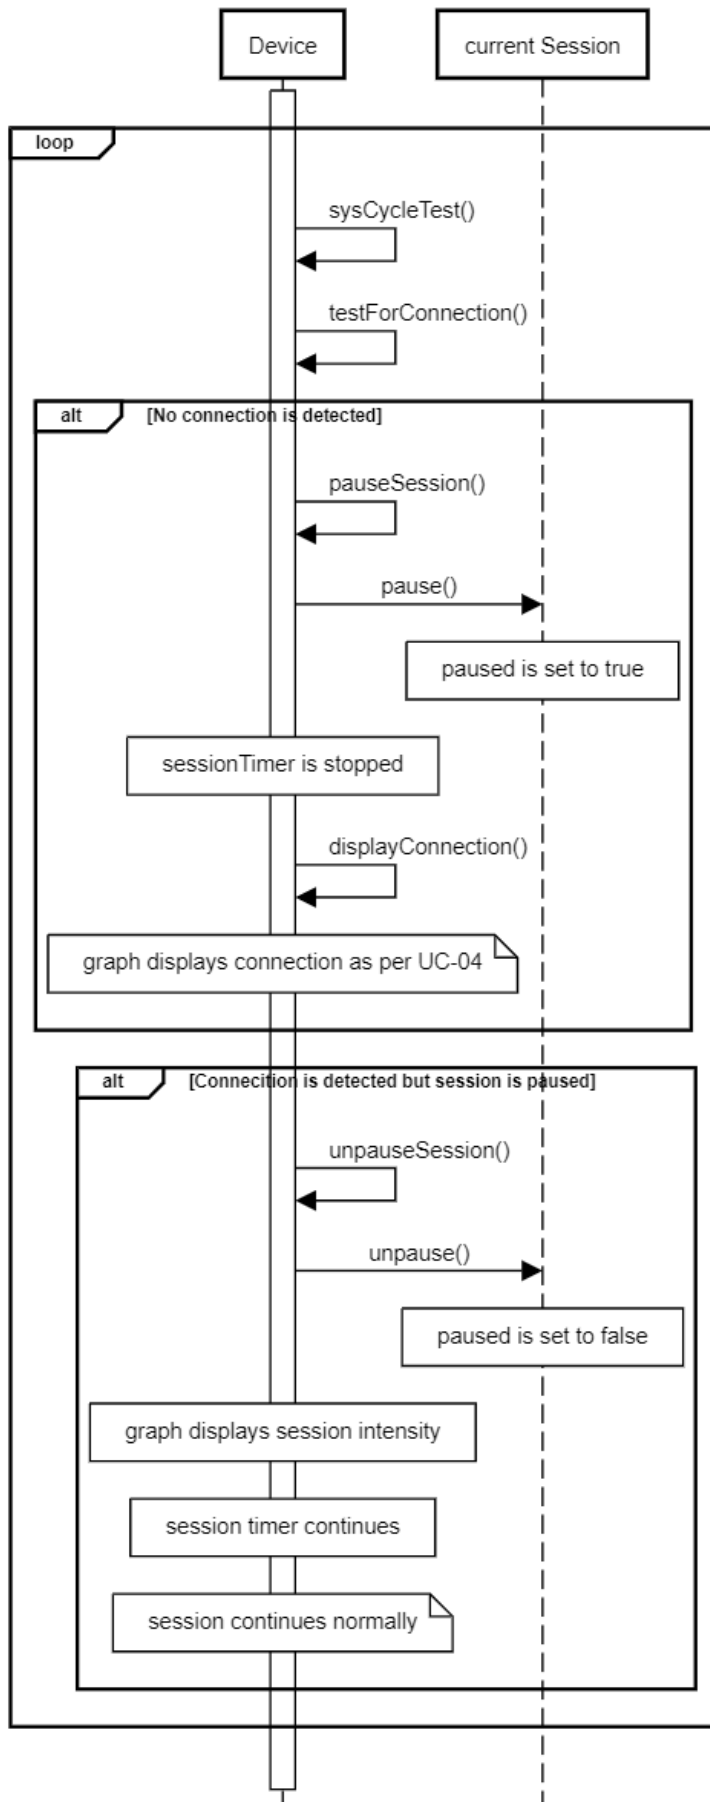 Device
current Session
loop
sysCycleTest()
testForConnection()
alt
[No connection is detected]
pauseSession()
pause()
paused is set to true
sessionTimer is stopped
displayConnection()
graph displays connection as per UC-04
alt
[Connecition is detected but session is paused]
unpauseSession()
unpause()
paused is set to false
graph displays session intensity
session timer continues
session continues normally